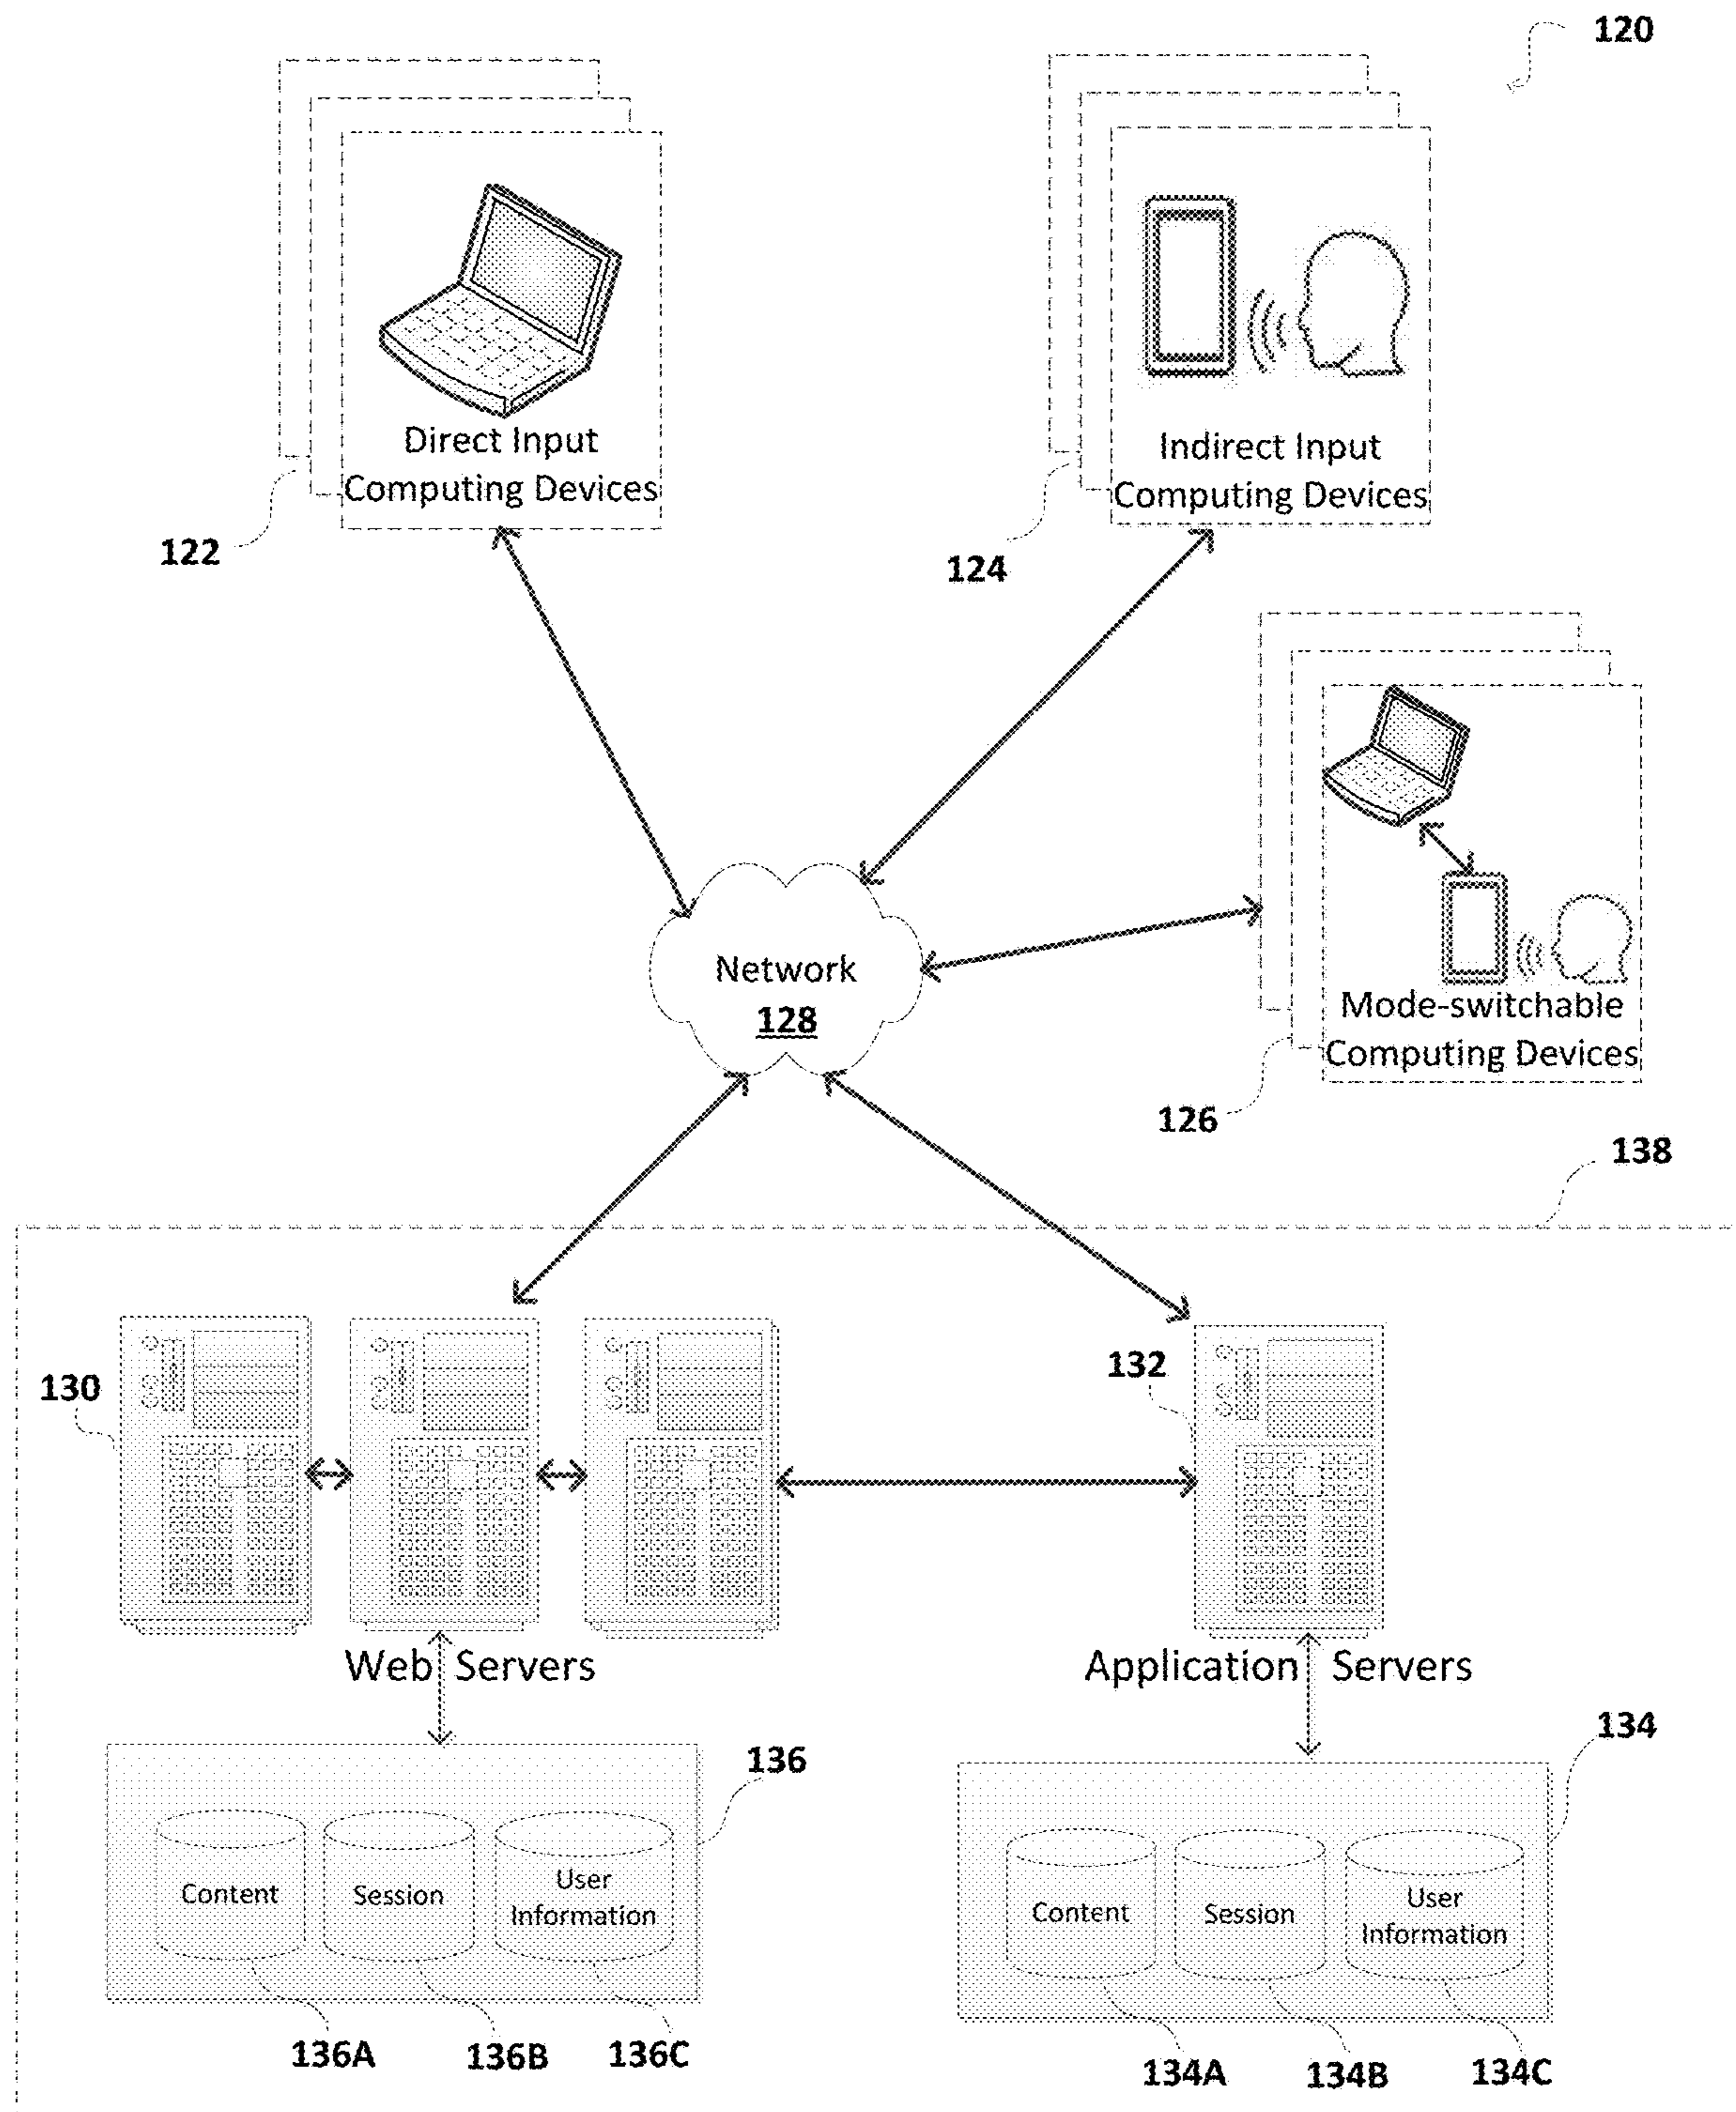 120
Direct Input
Computing Devices
122
Indirect Input
Computing Devices
124
Mode-switchable
Computing Devices
126
Network
128
138
130
132
Web Servers
Application Servers
136
134
Content
Session
User
Information
Content
Session
User
Information
136A
136B
136C
134A
134B
134C